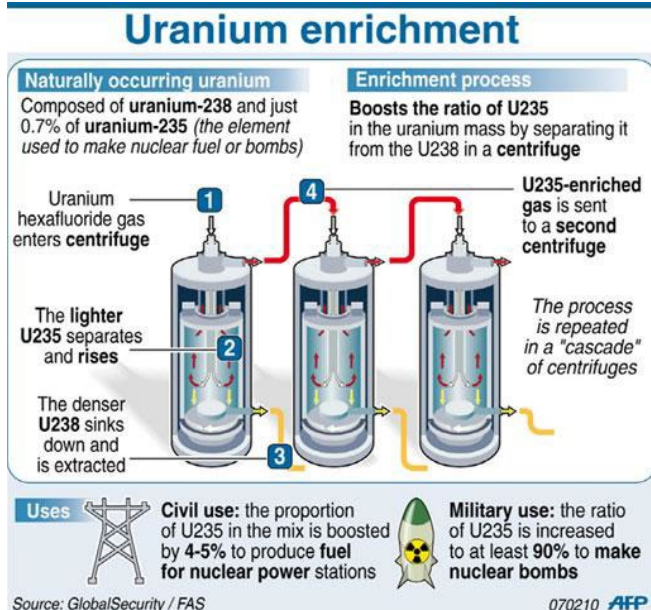 Uranium enrichment
Naturally occurring uranium
Composed of uranium-238 and just
0.7% of uranium-235 (the element
used to make nuclear fuel or bombs)
Enrichment process
Boosts the ratio of U235
in the uranium mass by separating it
from the U238 in a centrifuge
1
Uranium
hexafluoride gas
enters centrifuge
4
U235-enriched
gas is sent
to a second
centrifuge
The lighter
U235 separates
and rises
2
The process
is repeated
in a "cascade"
of centrifuges
The denser
U238 sinks
down and
is extracted
3
Uses
Civil use: the proportion
of U235 in the mix is boosted
by 4-5% to produce fuel
for nuclear power stations
Military use: the ratio
of U235 is increased
to at least 90% to make
nuclear bombs
Source: GlobalSecurity / FAS
070210 AFP